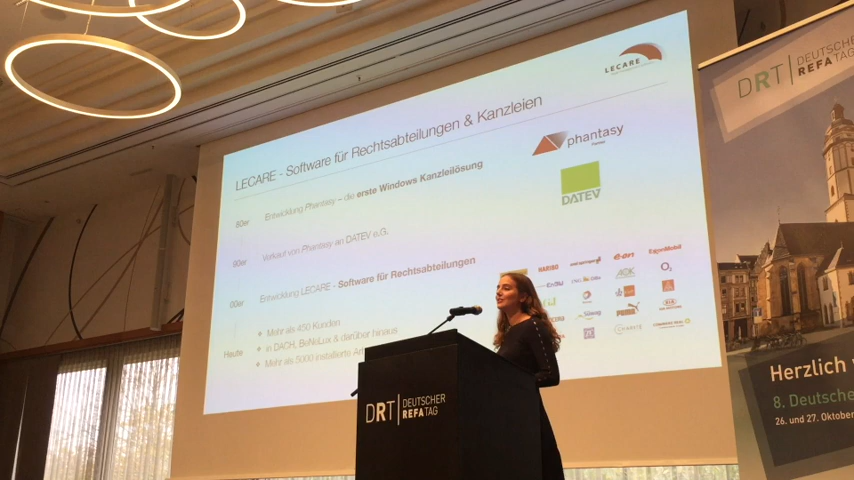 LECARE
LECARE - Software für Rechtsabteilungen & Kanzleien
phantasy
Partner
DATEV
80er Entwicklung Phantasy – die erste Windows Kanzleilösung
90er Verkauf von Phantasy an DATEV e.G.
00er Entwicklung LECARE - Software für Rechtsabteilungen
Heute
Mehr als 450 Kunden
in DACH, BeNeLux & darüber hinaus
Mehr als 5000 installierte
HARIBO
e·on
ExxonMobil
AOK
O2
PUMA
KIA
DRT DEUTSCHER
REFATAG
DRT DEUTSCHER
REFATAG
Herzlich
8. Deutsche
26. und 27. Oktober